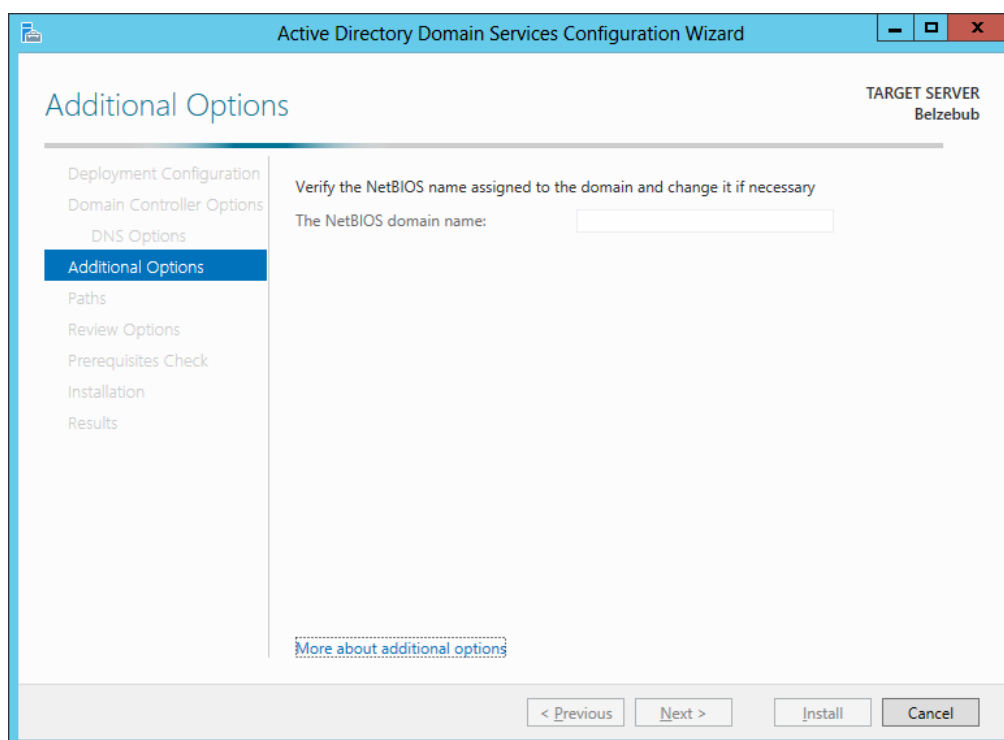 Active Directory Domain Services Configuration Wizard
Additional Options
TARGET SERVER
Belzebub
Deployment Configuration
Domain Controller Options
DNS Options
Additional Options
Paths
Review Options
Prerequisites Check
Installation
Results
Verify the NetBIOS name assigned to the domain and change it if necessary
The NetBIOS domain name:
More about additional options
< Previous
Next >
Install
Cancel